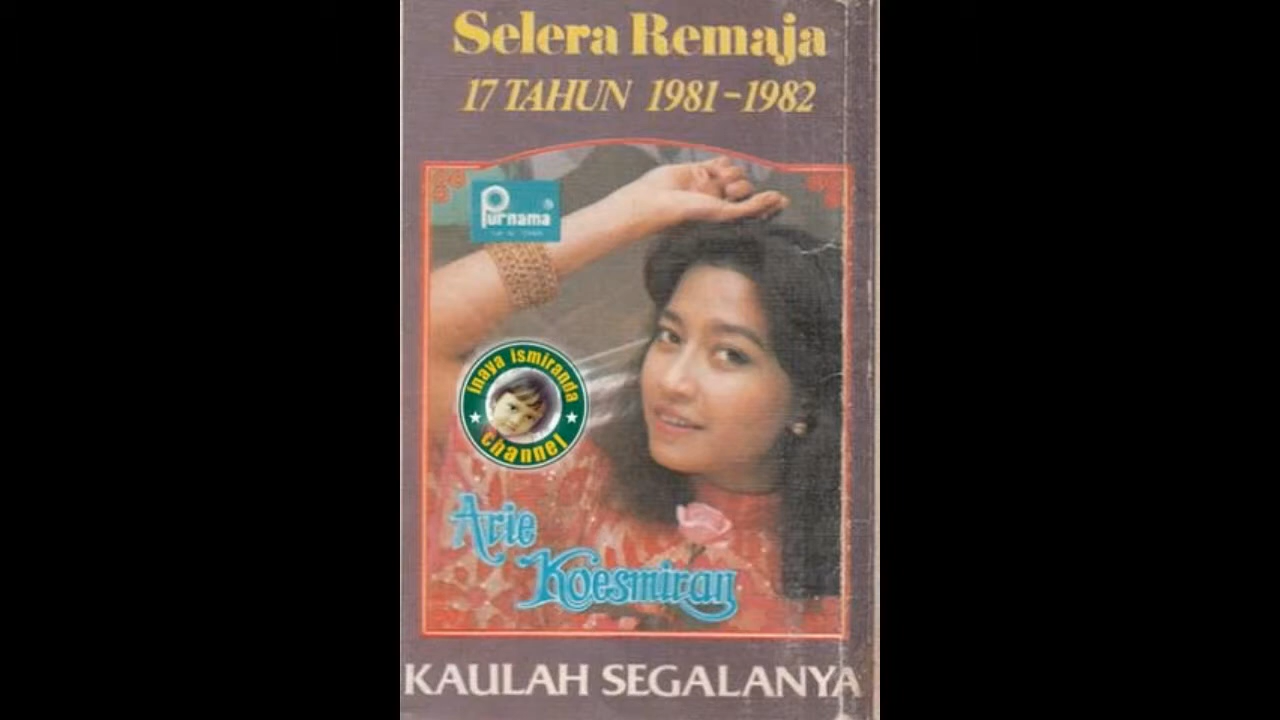 Selera Remaja
17 TAHUN 1981-1982
Purnama
inaya ismiranda
channel
Arie
Koesmiran
KAULAH SEGALANYA